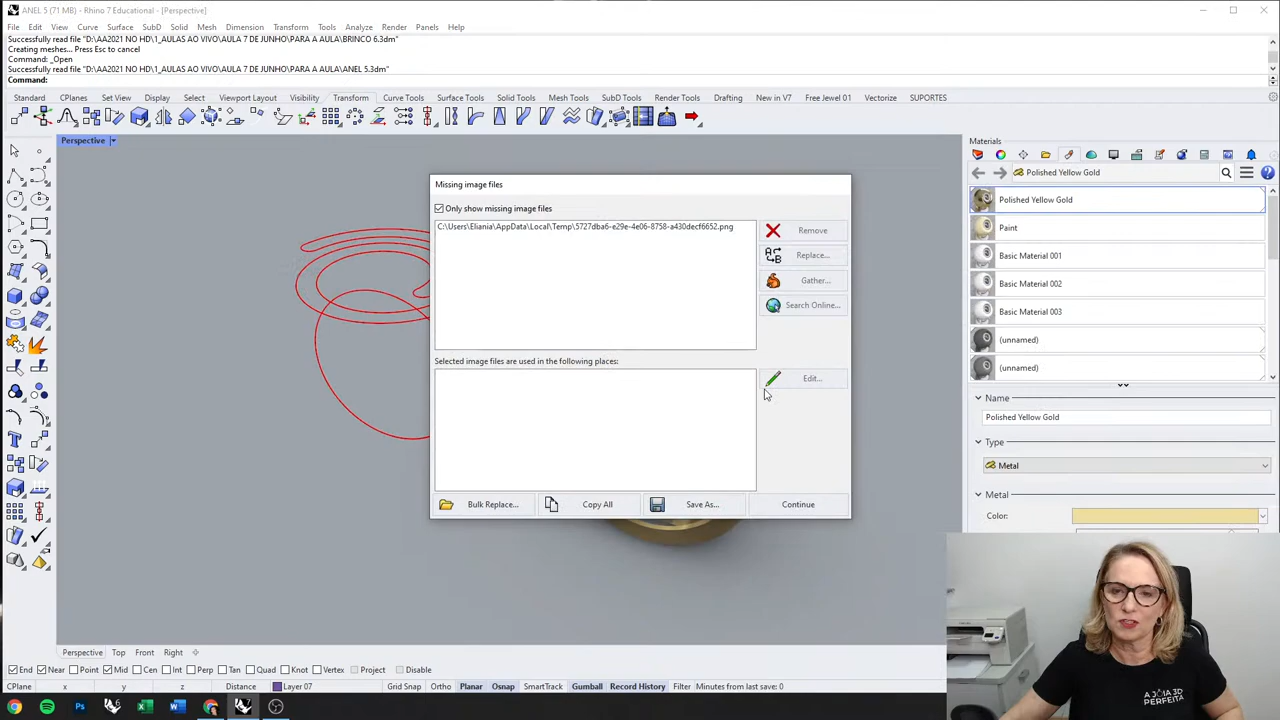 ANEL 5 (71 MB) - Rhino 7 Educational - [Perspective]
File Edit View Curve Surface SubD Solid Mesh Dimension Transform Tools Analyze Render Panels Help
Successfully read file "D:\AA2021 NO HD\1_AULAS AO VIVO\AULA 7 DE JUNHO\PARA A AULA\BRINCO 6.3dm"
Creating meshes... Press Esc to cancel
Command: _Open
Successfully read file "D:\AA2021 NO HD\1_AULAS AO VIVO\AULA 7 DE JUNHO\PARA A AULA\ANEL 5.3dm"
Command:
Standard CPlanes Set View Display Select Viewport Layout Visibility Transform Curve Tools Surface Tools Solid Tools Mesh Tools SubD Tools Render Tools Drafting New in V7 Free Jewel 01 Vectorize SUPORTES
Perspective
Materials
Polished Yellow Gold
Missing image files
Only show missing image files
C:\Users\Eliania\AppData\Local\Temp\5727dba6-e29e-4e06-8758-a430decf6652.png
Remove
Replace...
Gather...
Search Online...
Selected image files are used in the following places:
Edit...
Bulk Replace... Copy All Save As... Continue
Polished Yellow Gold
Paint
Basic Material 001
Basic Material 002
Basic Material 003
(unnamed)
(unnamed)
Name
Polished Yellow Gold
Type
Metal
Metal
Color:
A JÓIA 3D
PERFEITA
Perspective Top Front Right
End Near Point Mid Cen Int Perp Tan Quad Knot Vertex Project Disable
CPlane x y z Distance Layer 07 Grid Snap Ortho Planar Osnap SmartTrack Gumball Record History Filter Minutes from last save: 0